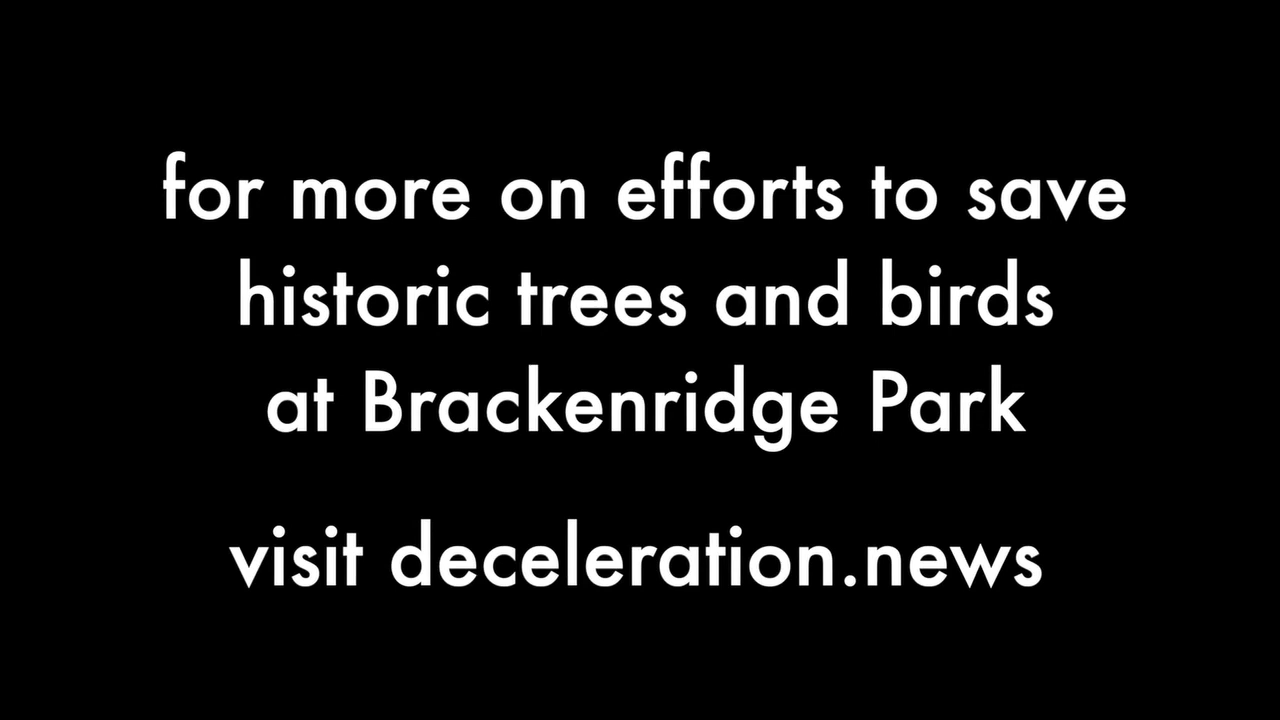 for more on efforts to save
historic trees and birds
at Brackenridge Park
visit deceleration.news